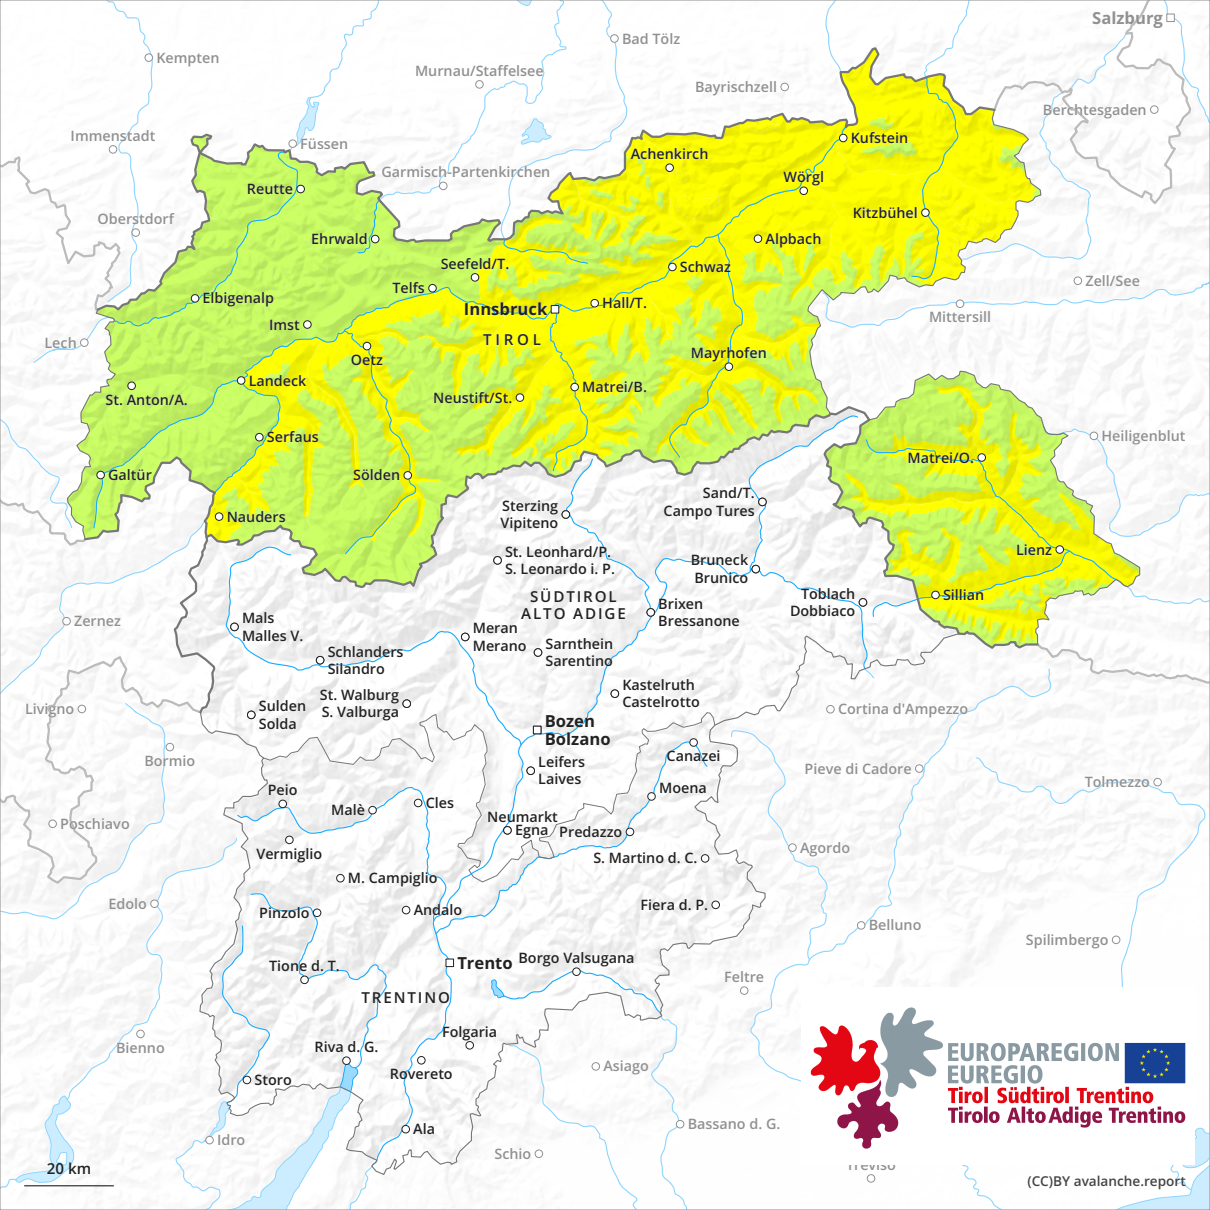 Salzburg
Bad Tölz
Kempten
Murnau/Staffelsee
Bayrischzell
Berchtesgaden
Immenstadt
Füssen
Kufstein
Achenkirch
Garmisch-Partenkirchen
Wörgl
Reutte
Kitzbühel
Oberstdorf
Ehrwald
Alpbach
Seefeld/T.
Schwaz
Zell/See
Telfs
Elbigenalp
Hall/T.
Innsbruck
Mittersill
Imst
TIROL
Lech
Oetz
Mayrhofen
Landeck
Matrei/B.
St. Anton/A.
Neustift/St.
Serfaus
Heiligenblut
Matrei/O.
Galtür
Sölden
Sand/T.
Campo Tures
Nauders
Sterzing
Vipiteno
Lienz
St. Leonhard/P.
S. Leonardo i. P.
Bruneck
Brunico
SÜDTIROL
ALTO ADIGE
Toblach
Dobbiaco
Sillian
Brixen
Bressanone
Zernez
Mals
Malles V.
Meran
Merano
Sarnthein
Sarentino
Schlanders
Silandro
Kastelruth
Castelrotto
St. Walburg
S. Valburga
Sulden
Solda
Livigno
Cortina d'Ampezzo
Bozen
Bolzano
Bormio
Canazei
Leifers
Laives
Pieve di Cadore
Tolmezzo
Peio
Moena
Malè
Cles
Neumarkt
Egna
Predazzo
Poschiavo
Vermiglio
Agordo
S. Martino d. C.
M. Campiglio
Edolo
Pinzolo
Andalo
Fiera d. P.
Belluno
Spilimbergo
Trento
Borgo Valsugana
Tione d. T.
Feltre
TRENTINO
Folgaria
Bienno
Riva d. G.
Rovereto
Asiago
Storo
EUROPAREGION
EUREGIO
Tirol Südtirol Trentino
Tirolo Alto Adige Trentino
Ala
Bassano d. G.
Idro
Schio
Treviso
20 km
(CC)BY avalanche.report